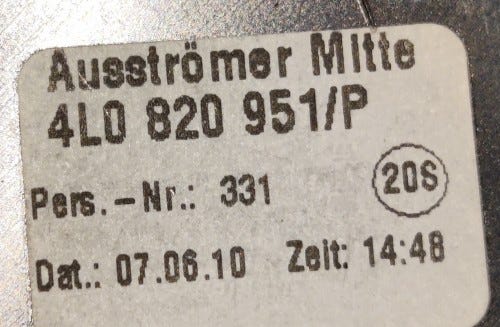 Ausströmer Mitte
4L0 820 951/P
Pers.-Nr.: 331
20S
Dat.: 07.06.10 Zeit: 14:48